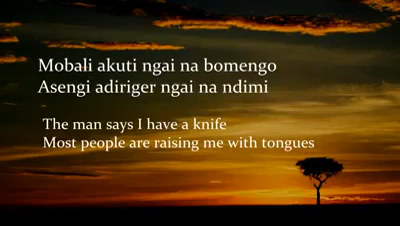 Mobali akuti ngai na bomengo
Asengi adiriger ngai na ndimi
The man says I have a knife
Most people are raising me with tongues